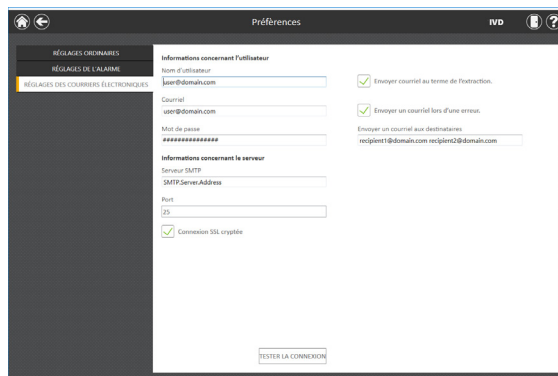 Préfèrences
IVD
?
RÉGLAGES ORDINAIRES
RÉGLAGES DE L'ALARME
RÉGLAGES DES COURRIERS ÉLECTRONIQUES
Informations concernant l'utilisateur
Nom d'utilisateur
user@domain.com
Courriel
user@domain.com
Mot de passe
###############
Informations concernant le serveur
Serveur SMTP
SMTP.Server.Address
Port
25
Connexion SSL cryptée
Envoyer courriel au terme de l'extraction.
Envoyer un courriel lors d'une erreur.
Envoyer un courriel aux destinataires
recipient1@domain.com recipient2@domain.com
TESTER LA CONNEXION